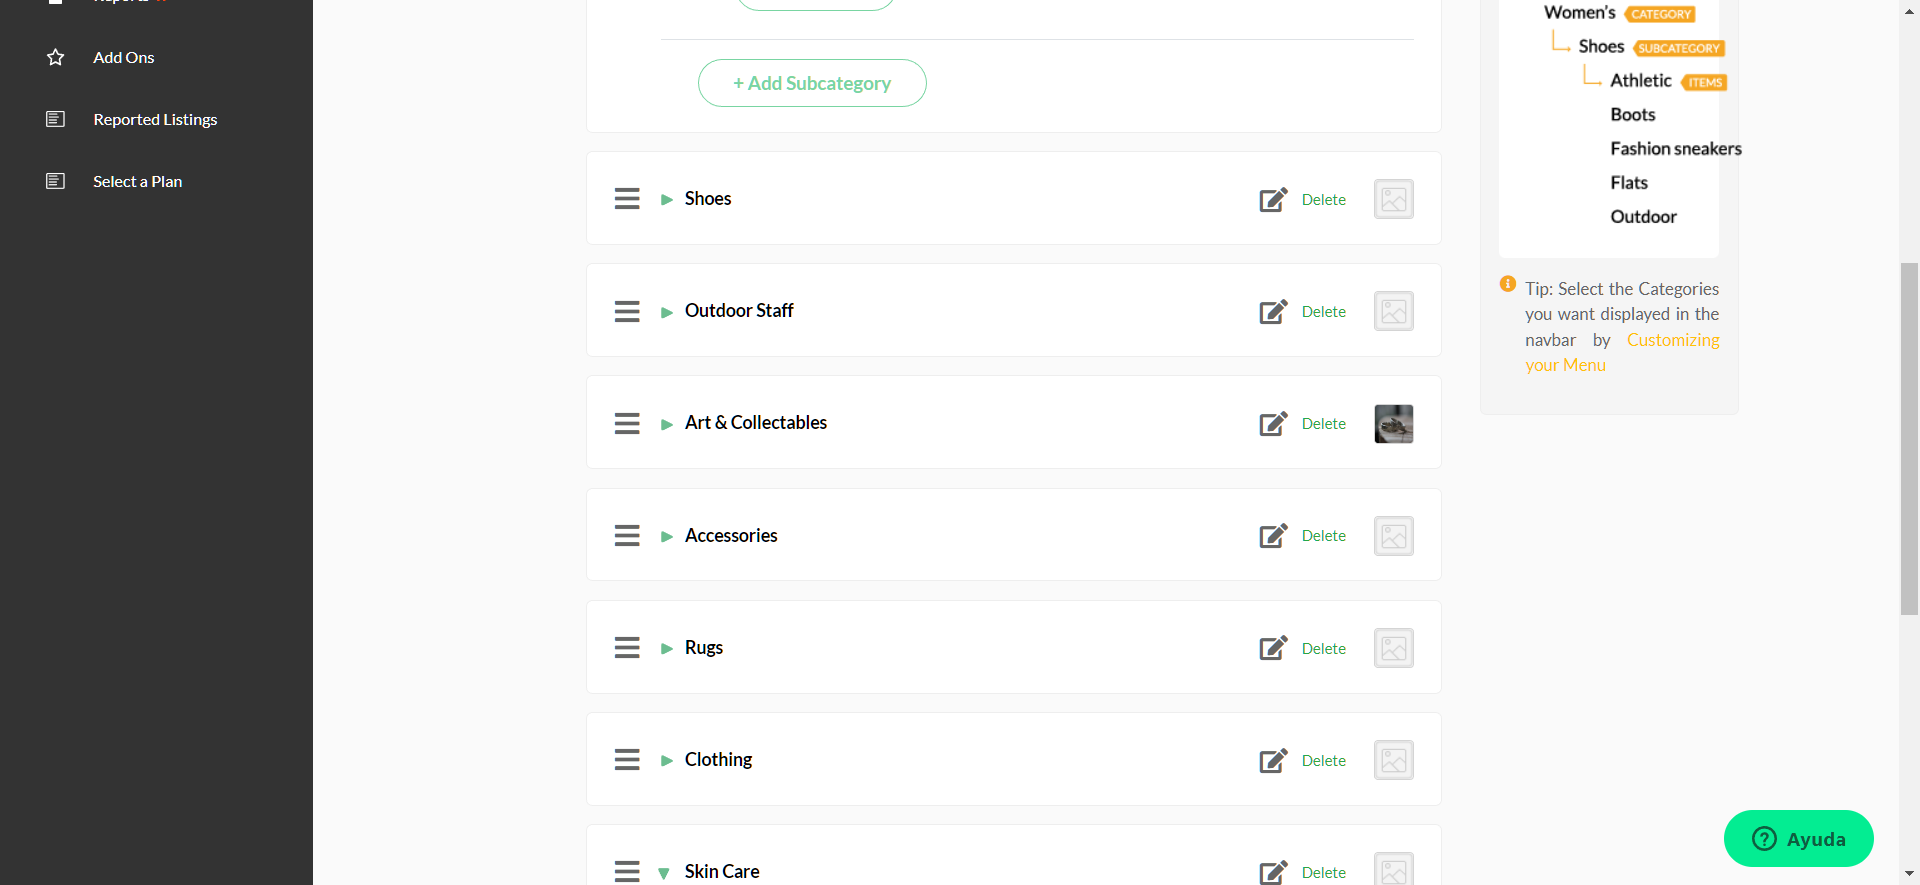 Add Ons
Reported Listings
Select a Plan
+ Add Subcategory
Shoes
Delete
Outdoor Staff
Delete
Art & Collectables
Delete
Accessories
Delete
Rugs
Delete
Clothing
Delete
Skin Care
Delete
Women's CATEGORY
Shoes SUBCATEGORY
Athletic ITEMS
Boots
Fashion sneakers
Flats
Outdoor
Tip: Select the Categories
you want displayed in the
navbar by Customizing
your Menu
Ayuda